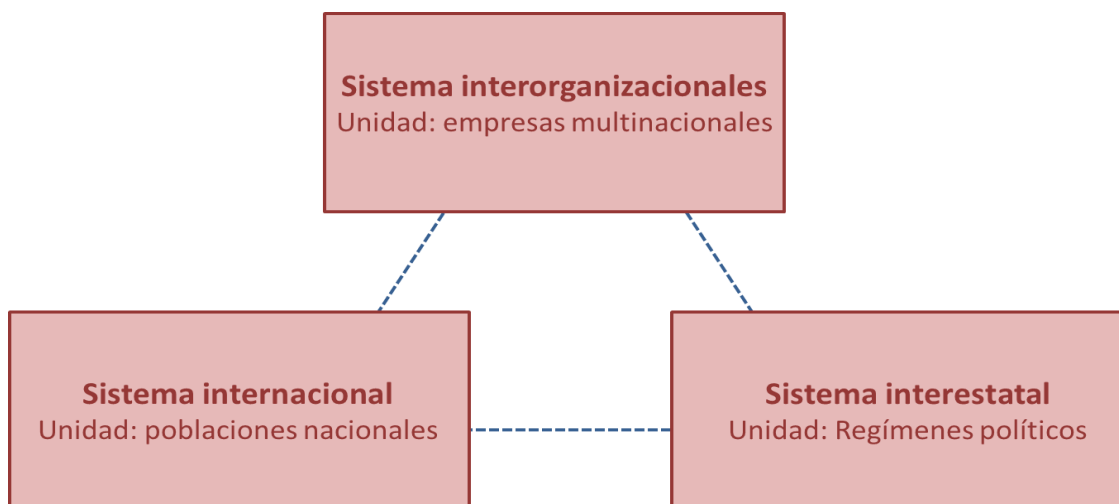 Sistema interorganizacionales
Unidad: empresas multinacionales
Sistema internacional
Unidad: poblaciones nacionales
Sistema interestatal
Unidad: Regímenes políticos